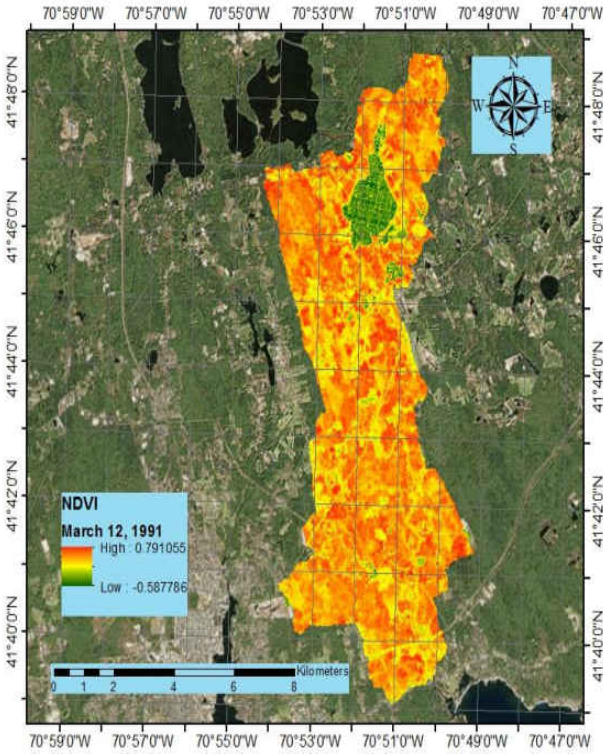 70°59'0"W 70°57'0"W 70°55'0"W 70°53'0"W 70°51'0"W 70°49'0"W 70°47'0"W
N
W E
S
41°48'0"N 41°48'0"N
41°46'0"N 41°46'0"N
41°44'0"N 41°44'0"N
41°42'0"N 41°42'0"N
41°40'0"N 41°40'0"N
NDVI
March 12, 1991
High : 0.791055
Low : -0.587786
Kilometers
0 1 2 4 6 8
70°59'0"W 70°57'0"W 70°55'0"W 70°53'0"W 70°51'0"W 70°49'0"W 70°47'0"W